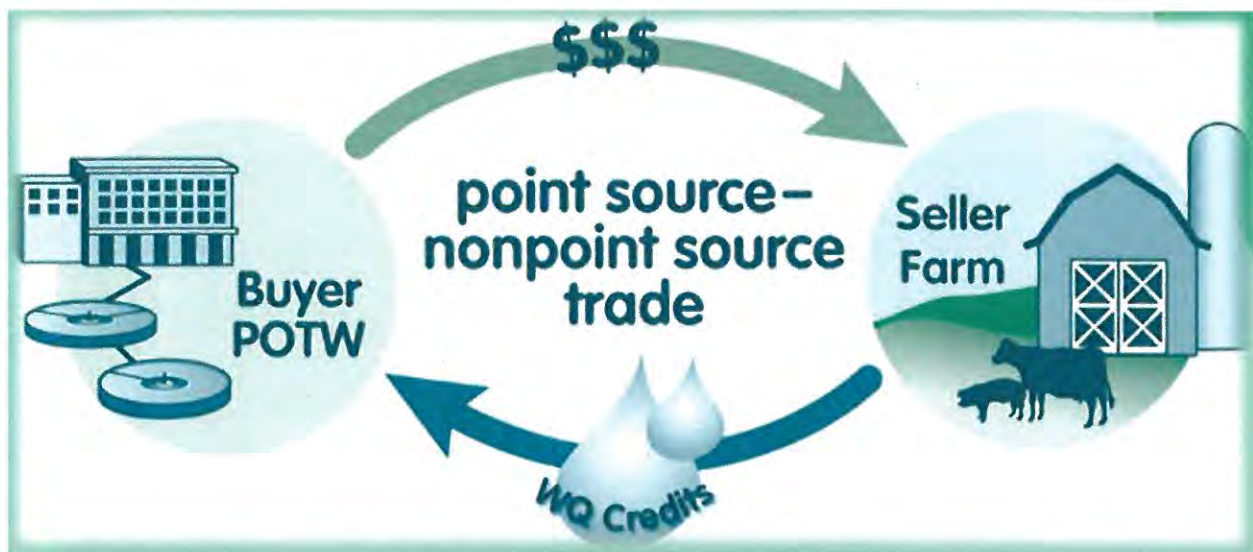 $$$
point source–
nonpoint source
trade
Buyer
POTW
Seller
Farm
WQ Credits